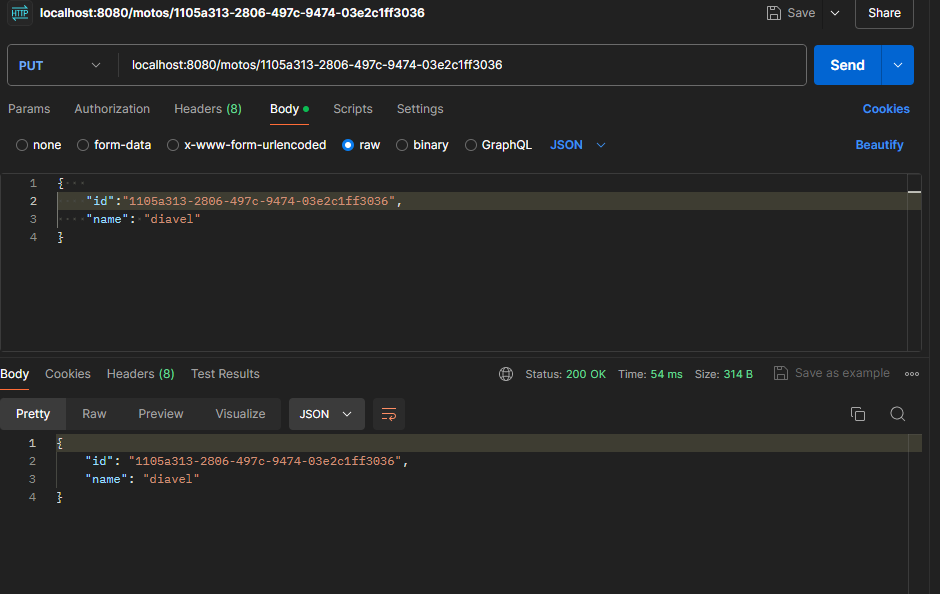 HTTP localhost:8080/motos/1105a313-2806-497c-9474-03e2c1ff3036 Save Share
PUT localhost:8080/motos/1105a313-2806-497c-9474-03e2c1ff3036 Send
Params Authorization Headers (8) Body Scripts Settings Cookies
none form-data x-www-form-urlencoded raw binary GraphQL JSON Beautify
1 {
2 "id":"1105a313-2806-497c-9474-03e2c1ff3036",
3 "name": "diavel"
4 }
Body Cookies Headers (8) Test Results Status: 200 OK Time: 54 ms Size: 314 B Save as example
Pretty Raw Preview Visualize JSON
1 {
2 "id": "1105a313-2806-497c-9474-03e2c1ff3036",
3 "name": "diavel"
4 }